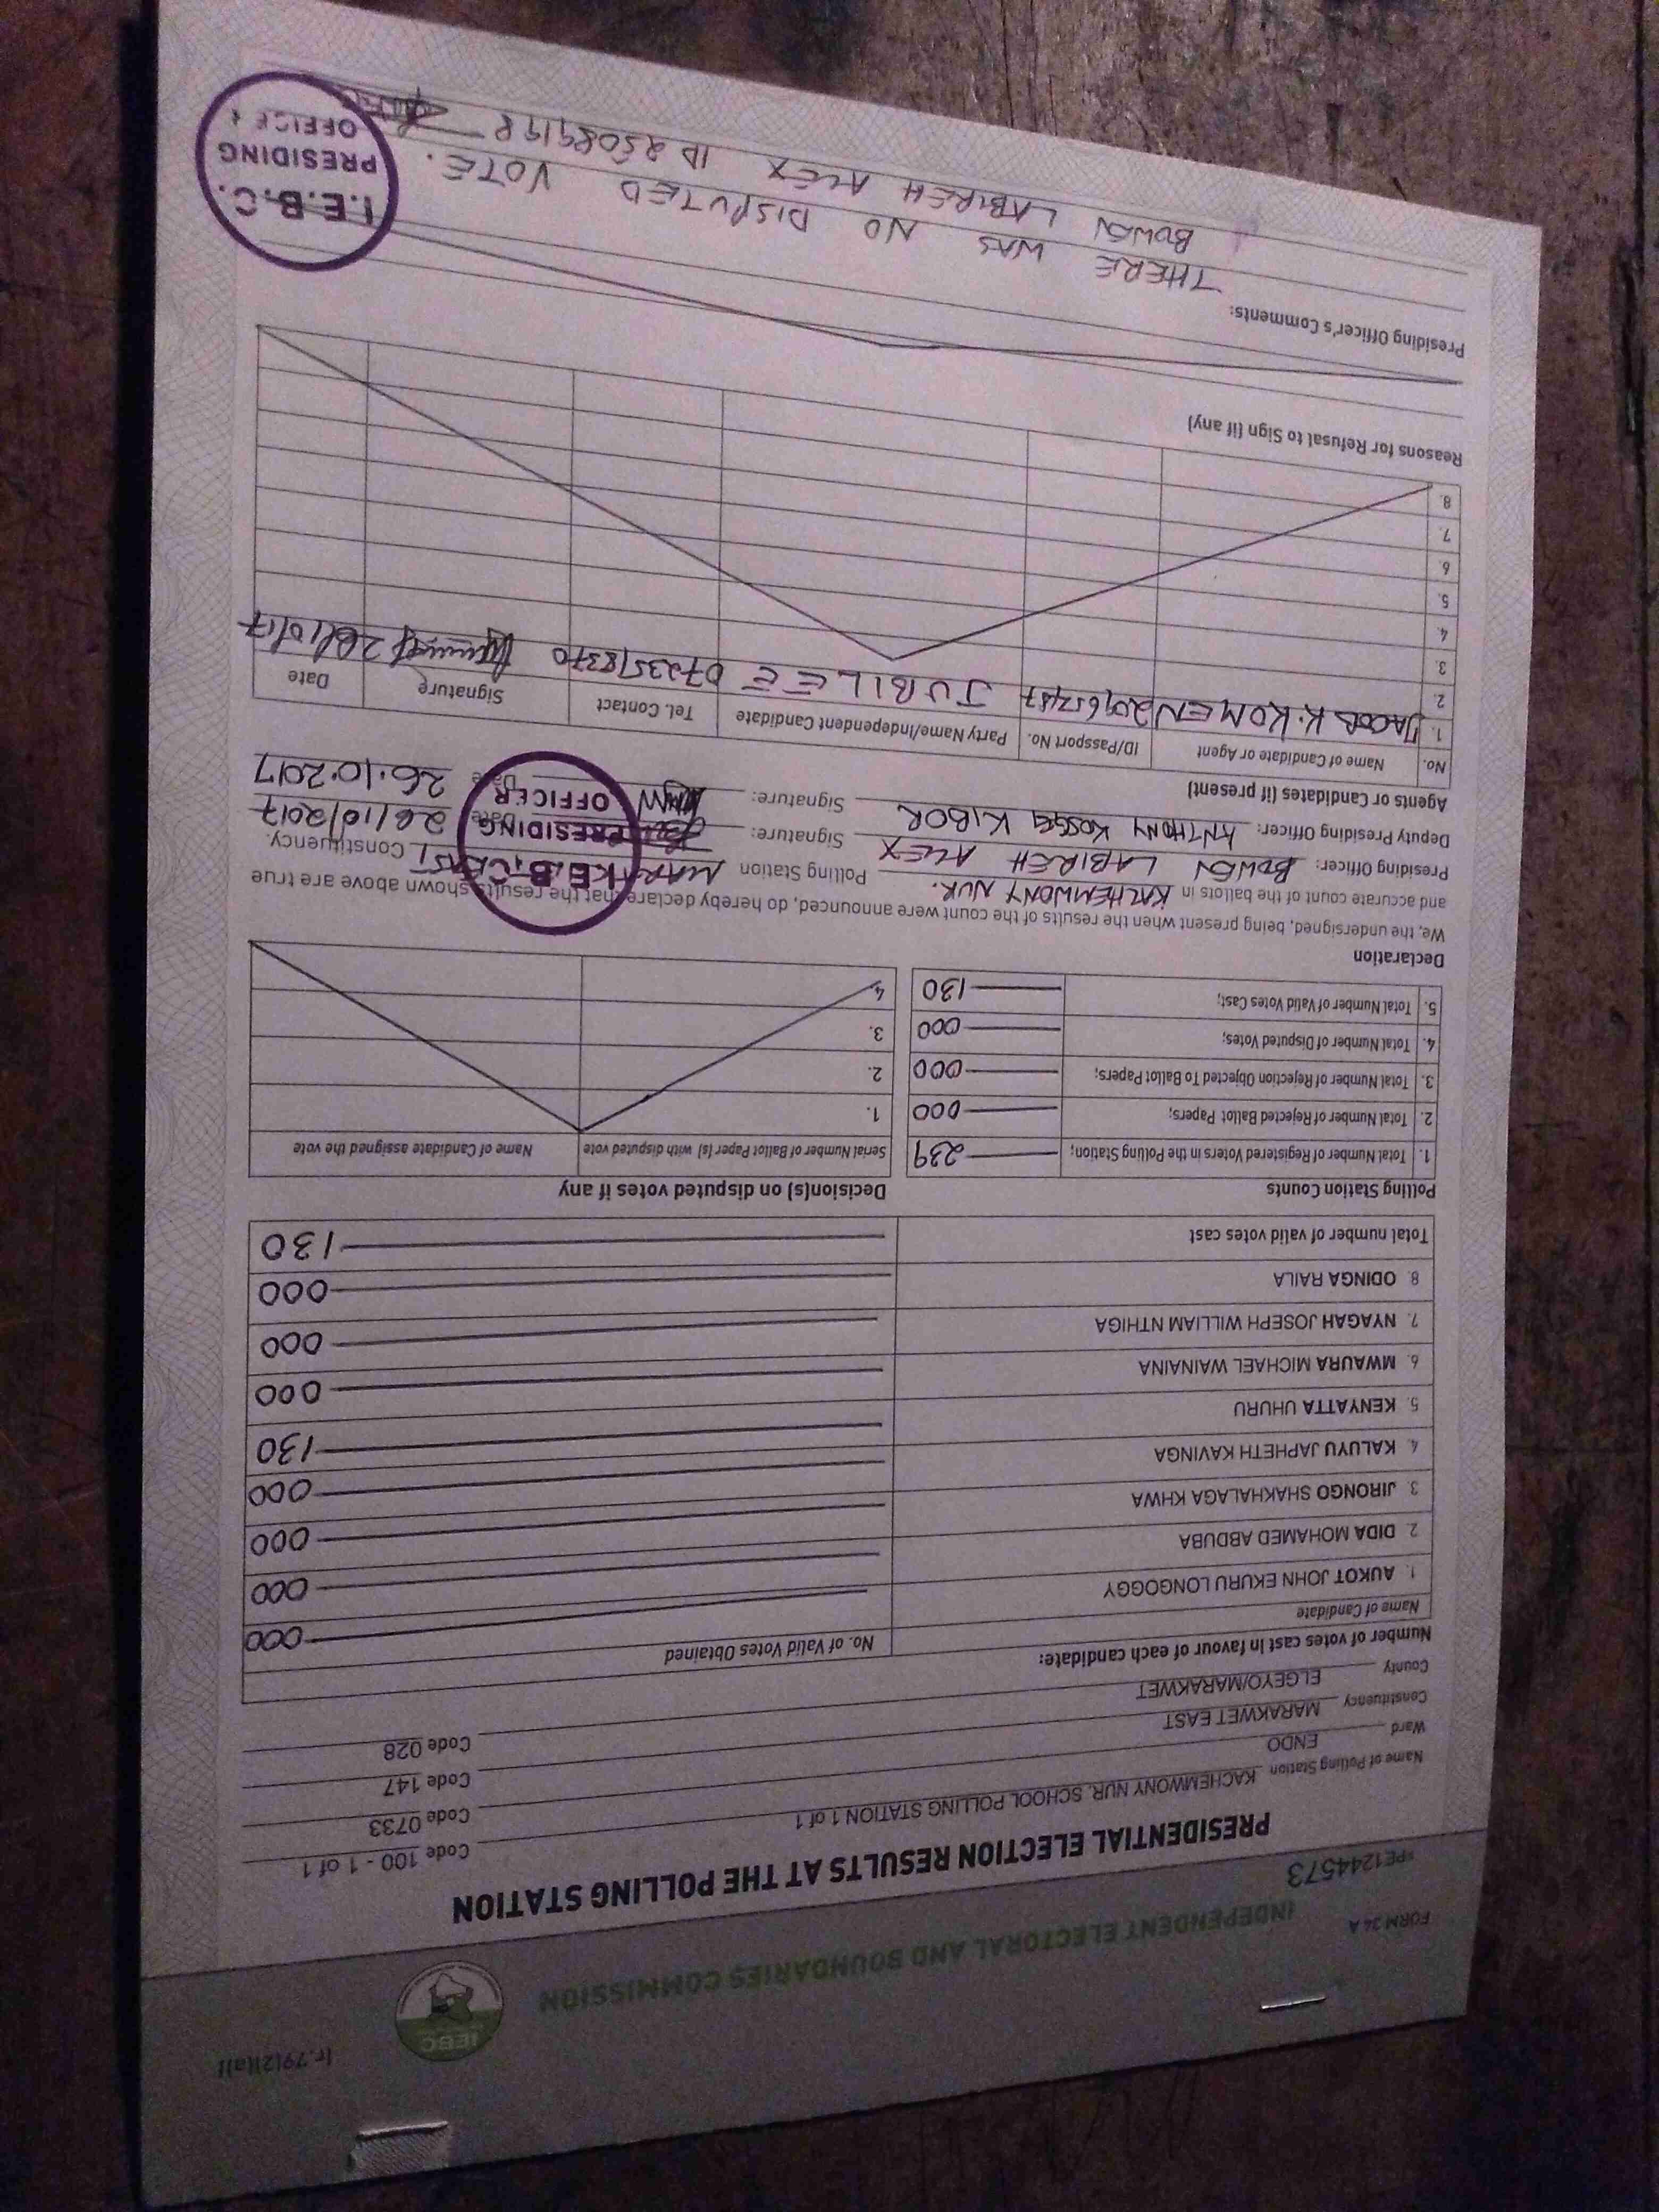 (r.79(2)(a))
FORM 34 A
INDEPENDENT ELECTORAL AND BOUNDARIES COMMISSION
IEBC
PE1244573
PRESIDENTIAL ELECTION RESULTS AT THE POLLING STATION
Name of Polling Station KACHEMWONY NUR. SCHOOL POLLING STATION 1 of 1 Code 100 - 1 of 1
Ward ENDO Code 0733
Constituency MARAKWET EAST Code 147
County ELGEYO/MARAKWET Code 028
Number of votes cast in favour of each candidate:
Name of Candidate No. of Valid Votes Obtained
1. AUKOT JOHN EKURU LONGOGGY 000
2. DIDA MOHAMED ABDUBA 000
3 JIRONGO SHAKHALAGA KHWA 000
4 KALUYU JAPHETH KAVINGA 000
5. KENYATTA UHURU 130
6. MWAURA MICHAEL WAINAINA 000
7. NYAGAH JOSEPH WILLIAM NTHIGA 000
8. ODINGA RAILA 000
Total number of valid votes cast 130
Polling Station Counts
1. Total Number of Registered Voters in the Polling Station; 239
2. Total Number of Rejected Ballot Papers; 000
3. Total Number of Rejection Objected To Ballot Papers; 000
4. Total Number of Disputed Votes; 000
5. Total Number of Valid Votes Cast; 130
Decision(s) on disputed votes if any
Serial Number of Ballot Paper (s) with disputed vote Name of Candidate assigned the vote
1.
2.
3.
4.
Declaration
We, the undersigned, being present when the results of the count were announced, do hereby declare that the results shown above are true
and accurate count of the ballots in KACHEMWONY NUR. Polling Station MARAKWET EAST Constituency.
Presiding Officer: BOWEN LABIREH ALEX Signature: Date 26/10/2017
Deputy Presiding Officer: ANTHONY KOSGEI KIBOR Signature: Date 26.10.2017
I.E.B.C.
PRESIDING
OFFICER
Agents or Candidates (if present)
No. Name of Candidate or Agent ID/Passport No. Party Name/Independent Candidate Tel. Contact Signature Date
1. JACOB K. KOMEN JUBILEE 26/10/17
2.
3.
4.
5.
6
7.
8.
Reasons for Refusal to Sign (if any)
Presiding Officer's Comments:
THERE WAS NO DISPUTED VOTE.
BOWEN LABIREH ALEX ID 25089198
I.E.B.C.
PRESIDING
OFFICER